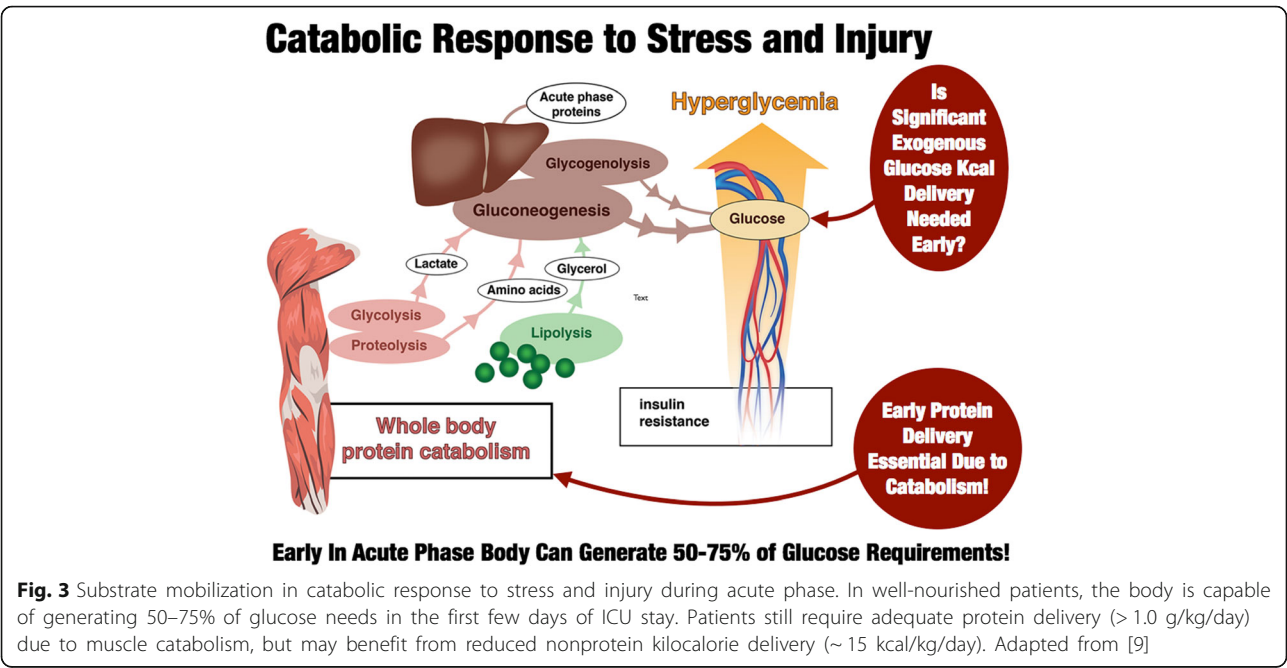 Catabolic Response to Stress and Injury
Acute phase
proteins
Hyperglycemia
Is
Significant
Exogenous
Glucose Kcal
Delivery
Needed
Early?
Glycogenolysis
Gluconeogenesis
Glucose
Lactate
Glycerol
Amino acids
Text
Glycolysis
Proteolysis
Lipolysis
insulin
resistance
Whole body
protein catabolism
Early Protein
Delivery
Essential Due to
Catabolism!
Early In Acute Phase Body Can Generate 50-75% of Glucose Requirements!
Fig. 3 Substrate mobilization in catabolic response to stress and injury during acute phase. In well-nourished patients, the body is capable
of generating 50–75% of glucose needs in the first few days of ICU stay. Patients still require adequate protein delivery (> 1.0 g/kg/day)
due to muscle catabolism, but may benefit from reduced nonprotein kilocalorie delivery (~ 15 kcal/kg/day). Adapted from [9]